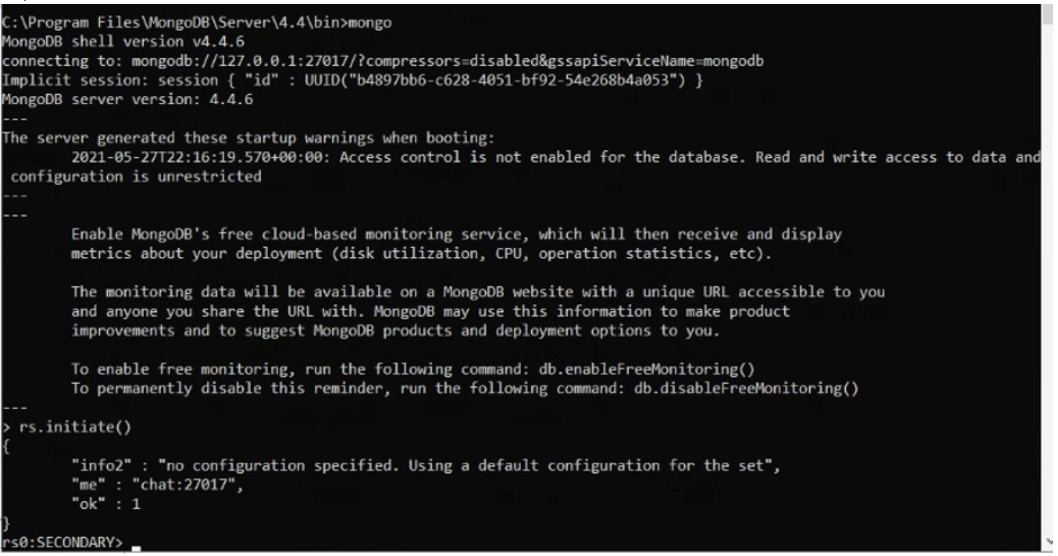 C:\Program Files\MongoDB\Server\4.4\bin>mongo
MongoDB shell version v4.4.6
connecting to: mongodb://127.0.0.1:27017/?compressors=disabled&gssapiServiceName=mongodb
Implicit session: session { "id" : UUID("b4897bb6-c628-4051-bf92-54e268b4a053") }
MongoDB server version: 4.4.6
---
The server generated these startup warnings when booting:
        2021-05-27T22:16:19.570+00:00: Access control is not enabled for the database. Read and write access to data and
 configuration is unrestricted
---
---
        Enable MongoDB's free cloud-based monitoring service, which will then receive and display
        metrics about your deployment (disk utilization, CPU, operation statistics, etc).

        The monitoring data will be available on a MongoDB website with a unique URL accessible to you
        and anyone you share the URL with. MongoDB may use this information to make product
        improvements and to suggest MongoDB products and deployment options to you.

        To enable free monitoring, run the following command: db.enableFreeMonitoring()
        To permanently disable this reminder, run the following command: db.disableFreeMonitoring()
---
> rs.initiate()
{
        "info2" : "no configuration specified. Using a default configuration for the set",
        "me" : "chat:27017",
        "ok" : 1
}
rs0:SECONDARY>